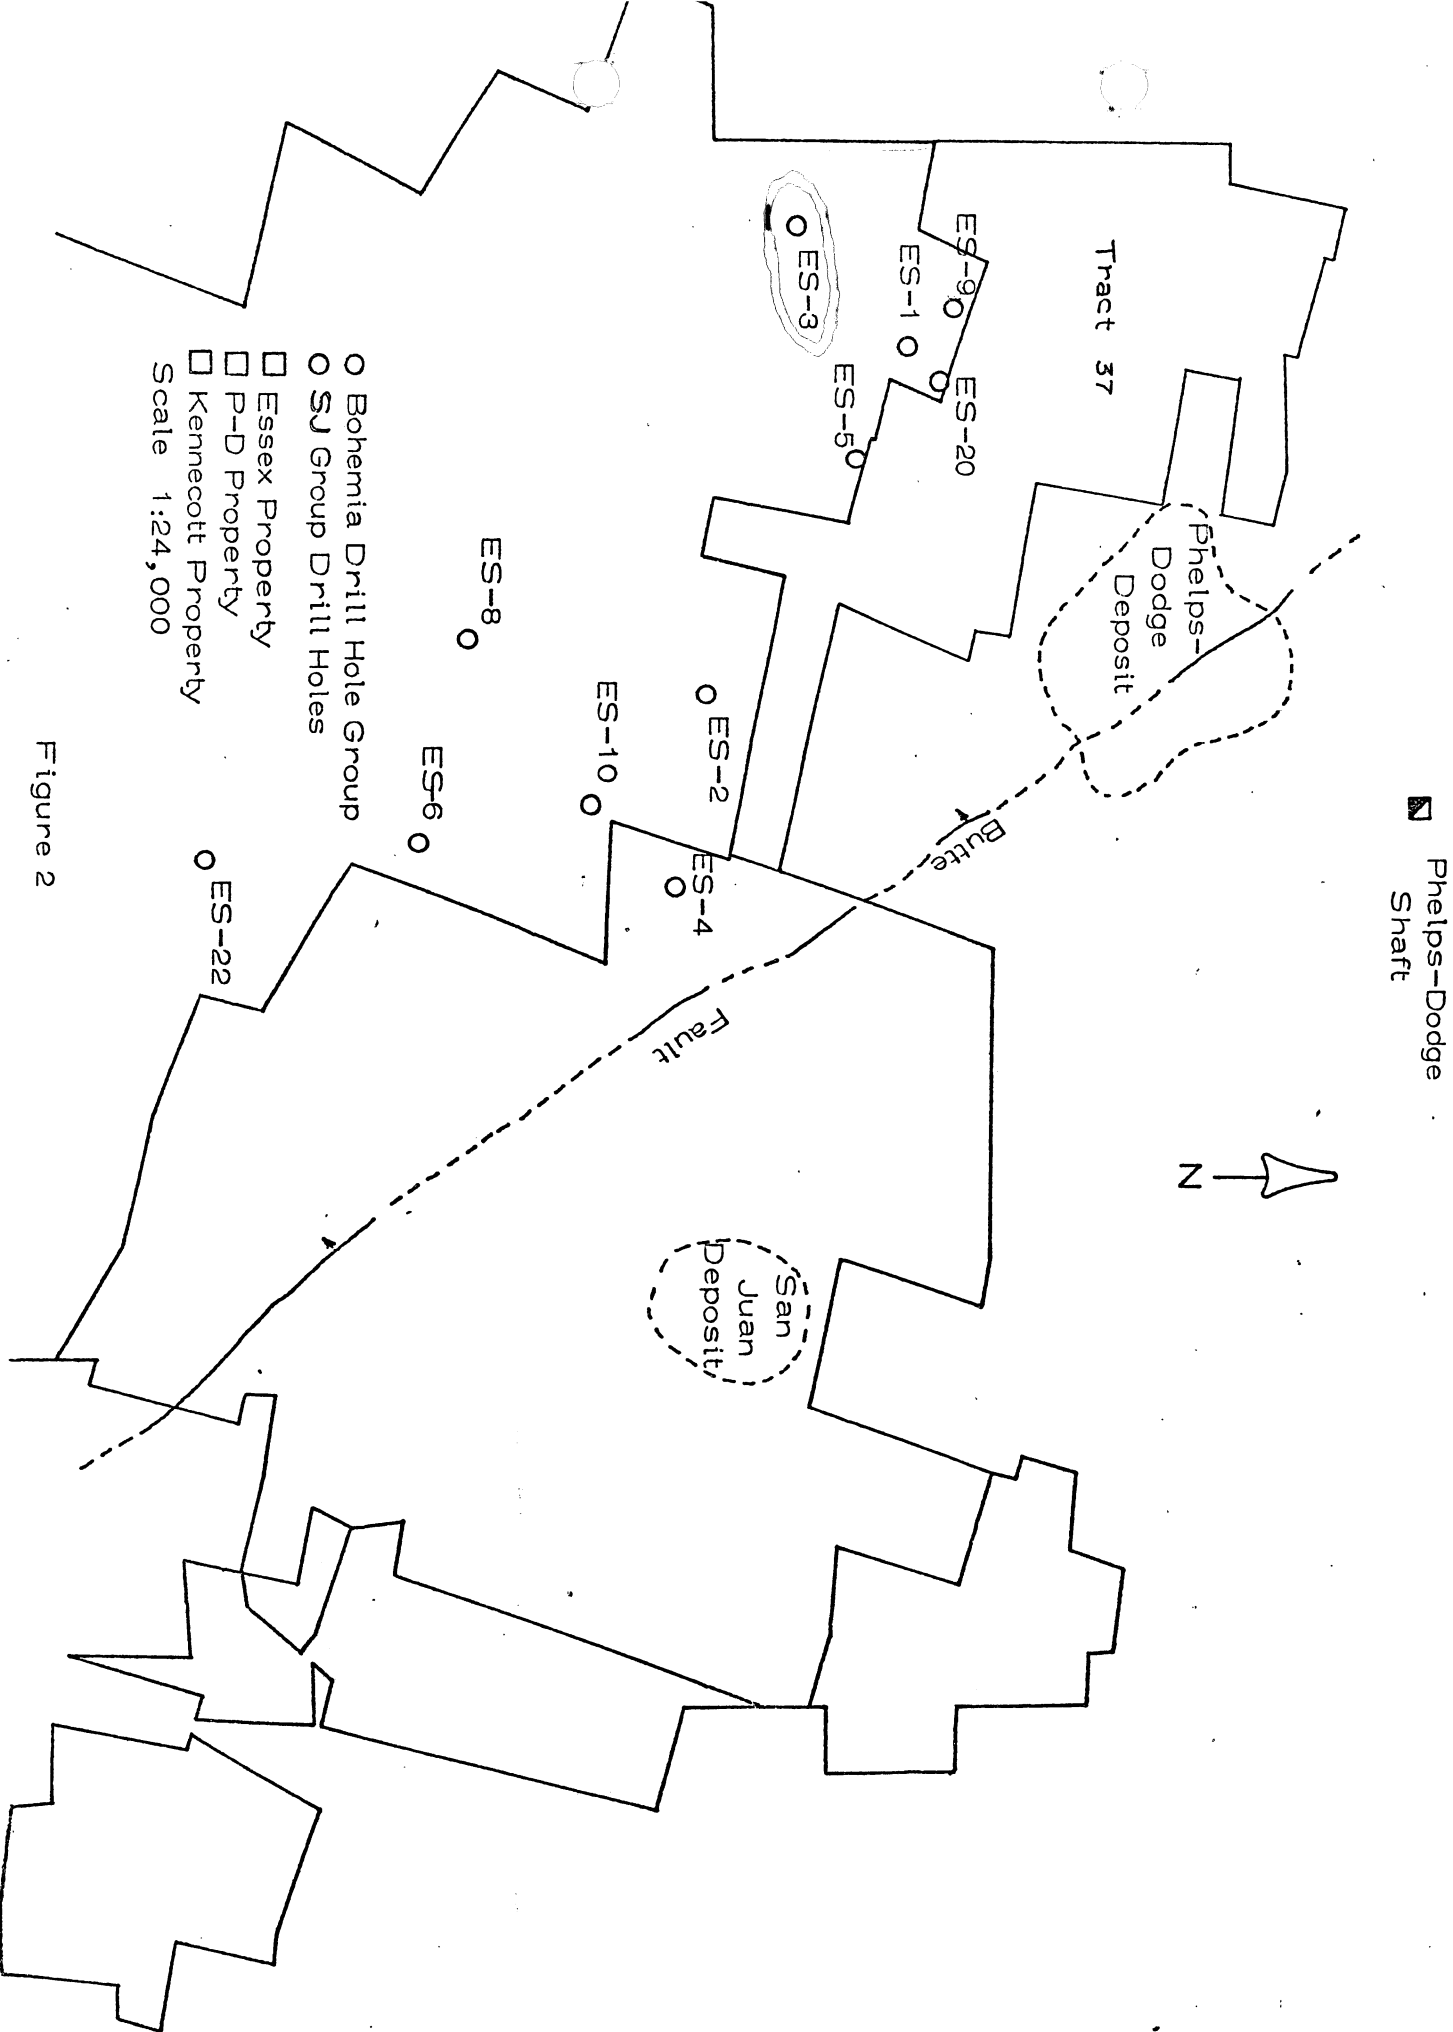 Phelps-Dodge
Shaft
N
Tract 37
Phelps-
Dodge
Deposit
ES-9
ES-1
ES-20
ES-3
ES-5
Butte
Fault
San
Juan
Deposit
ES-2
ES-4
ES-10
ES-8
ES-6
ES-22
Bohemia Drill Hole Group
SJ Group Drill Holes
Essex Property
P-D Property
Kennecott Property
Scale 1:24,000
Figure 2